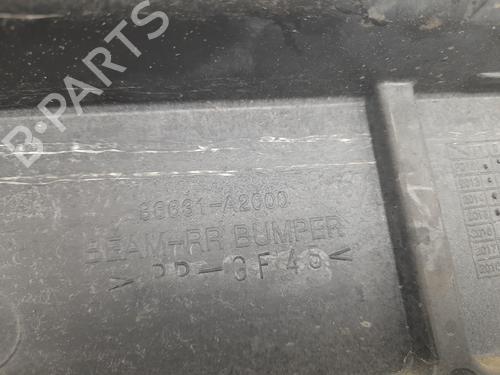 B-PARTS
86631-A2000
BEAM-RR BUMPER
>PP-GF40<